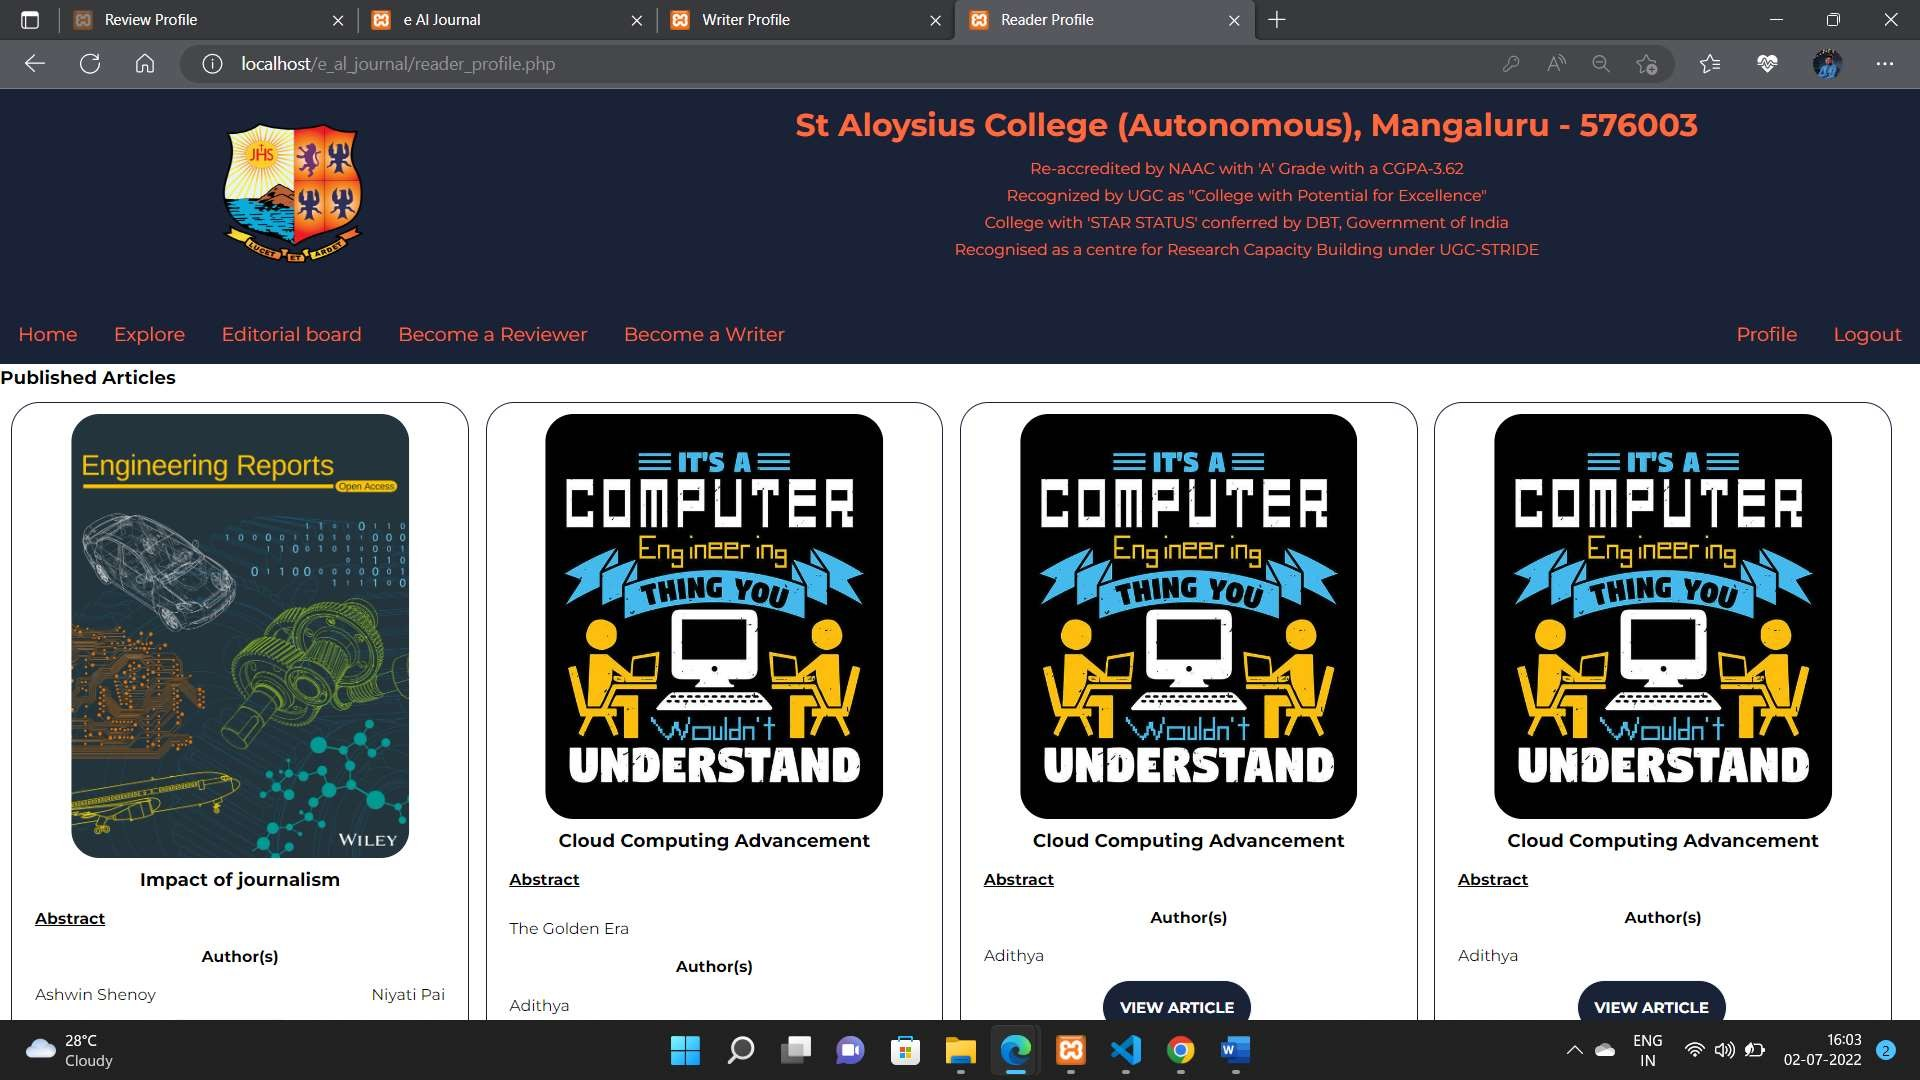 Review Profile
e Al Journal
Writer Profile
Reader Profile
localhost/e_al_journal/reader_profile.php
JHS
LUCET ET ARDET
St Aloysius College (Autonomous), Mangaluru - 576003
Re-accredited by NAAC with 'A' Grade with a CGPA-3.62
Recognized by UGC as "College with Potential for Excellence"
College with 'STAR STATUS' conferred by DBT, Government of India
Recognised as a centre for Research Capacity Building under UGC-STRIDE
Home Explore Editorial board Become a Reviewer Become a Writer Profile Logout
Published Articles
Engineering Reports
Open Access
WILEY
Impact of journalism
Abstract
Author(s)
Ashwin Shenoy Niyati Pai
IT'S A
COMPUTER
Engineering
THING YOU
Wouldn't
UNDERSTAND
Cloud Computing Advancement
Abstract
The Golden Era
Author(s)
Adithya
IT'S A
COMPUTER
Engineering
THING YOU
Wouldn't
UNDERSTAND
Cloud Computing Advancement
Abstract
Author(s)
Adithya
VIEW ARTICLE
IT'S A
COMPUTER
Engineering
THING YOU
Wouldn't
UNDERSTAND
Cloud Computing Advancement
Abstract
Author(s)
Adithya
VIEW ARTICLE
28°C
Cloudy
ENG
IN
16:03
02-07-2022
2